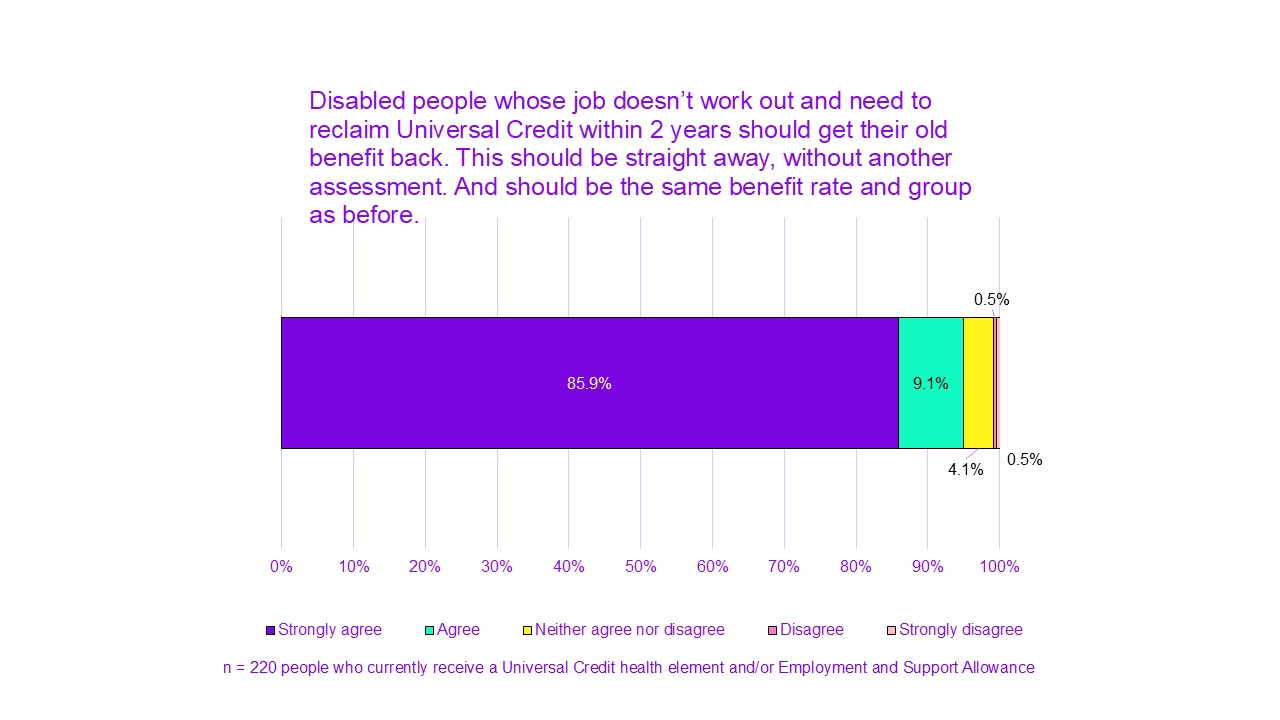 Disabled people whose job doesn’t work out and need to
reclaim Universal Credit within 2 years should get their old
benefit back. This should be straight away, without another
assessment. And should be the same benefit rate and group
as before.
0.5%
85.9%
9.1%
4.1%
0.5%
0% 10% 20% 30% 40% 50% 60% 70% 80% 90% 100%
Strongly agree Agree Neither agree nor disagree Disagree Strongly disagree
n = 220 people who currently receive a Universal Credit health element and/or Employment and Support Allowance